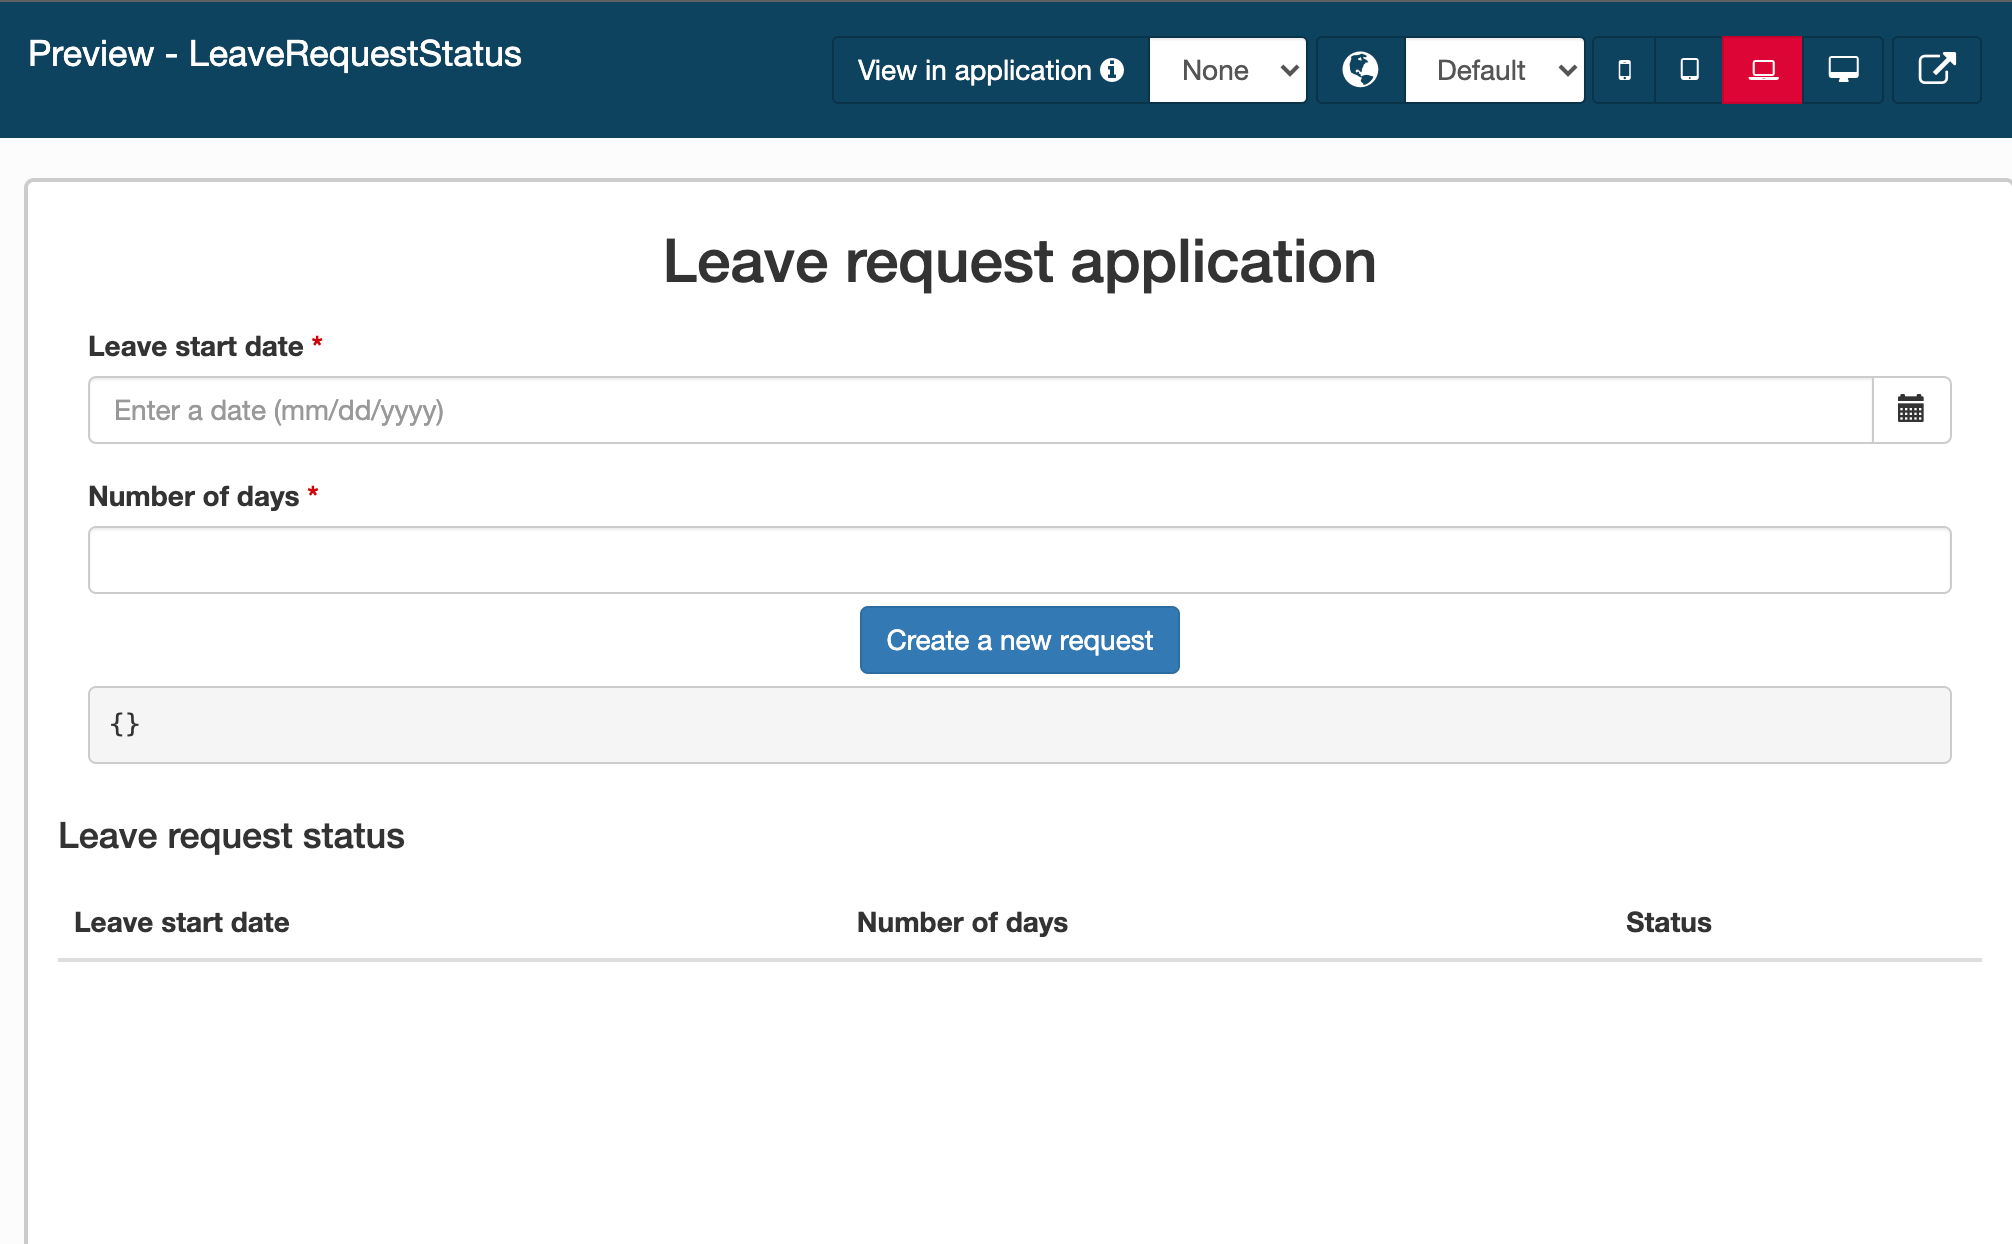 Preview - LeaveRequestStatus
View in application
None
Default
Leave request application
Leave start date *
Enter a date (mm/dd/yyyy)
Number of days *
Create a new request
{}
Leave request status
Leave start date Number of days Status